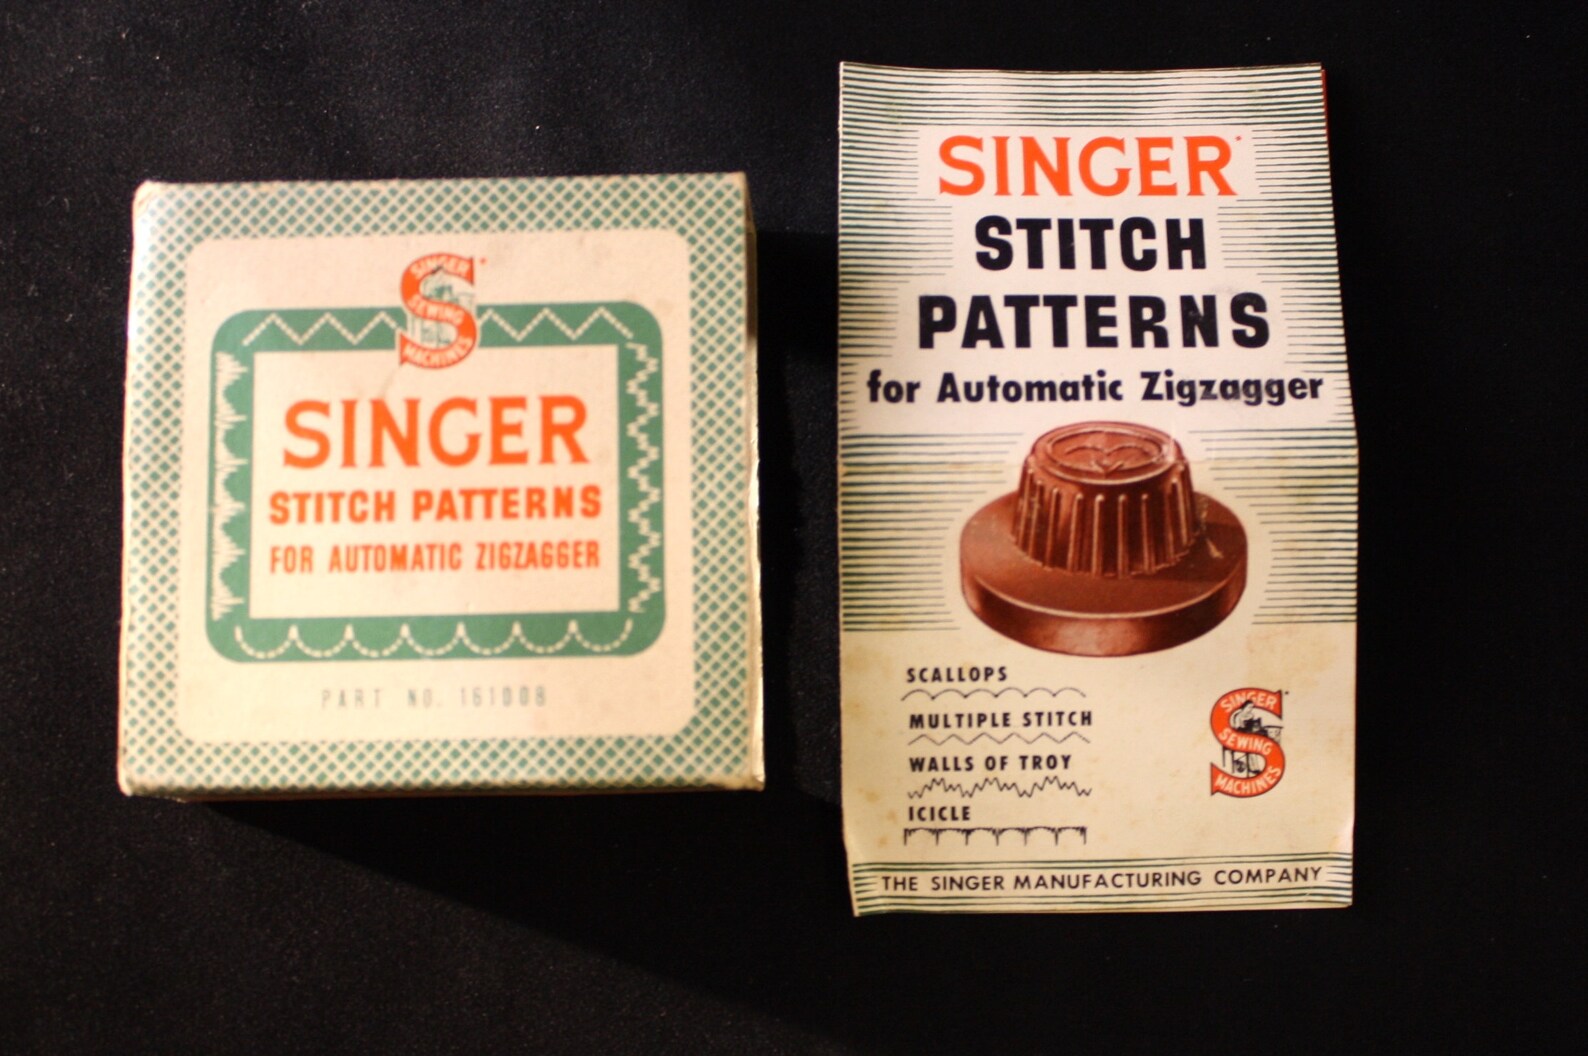 SINGER
SEWING
MACHINES
SINGER
STITCH PATTERNS
FOR AUTOMATIC ZIGZAGGER
PART NO. 161008
SINGER
STITCH
PATTERNS
for Automatic Zigzagger
SCALLOPS
MULTIPLE STITCH
WALLS OF TROY
ICICLE
SINGER
SEWING
MACHINES
THE SINGER MANUFACTURING COMPANY